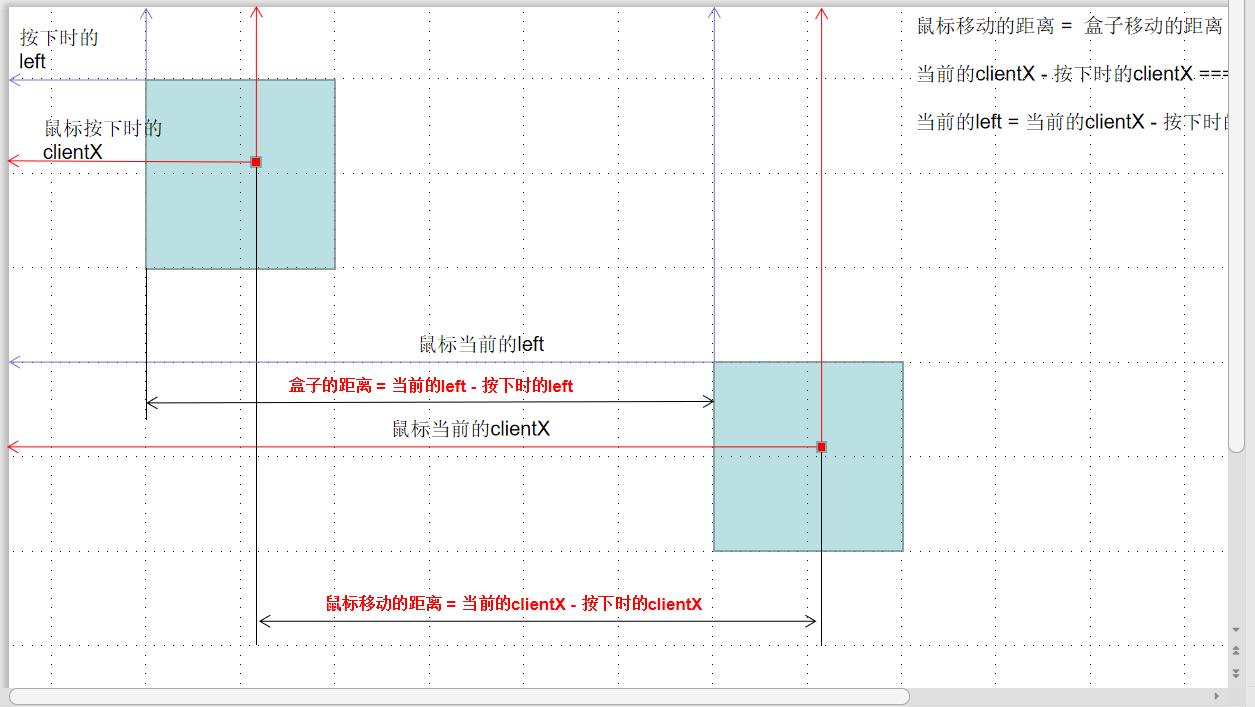 按下时的
left
鼠标按下时的
clientX
鼠标移动的距离 = 盒子移动的距离
当前的clientX - 按下时的clientX ===
当前的left = 当前的clientX - 按下时
鼠标当前的left
盒子的距离 = 当前的left - 按下时的left
鼠标当前的clientX
鼠标移动的距离 = 当前的clientX - 按下时的clientX